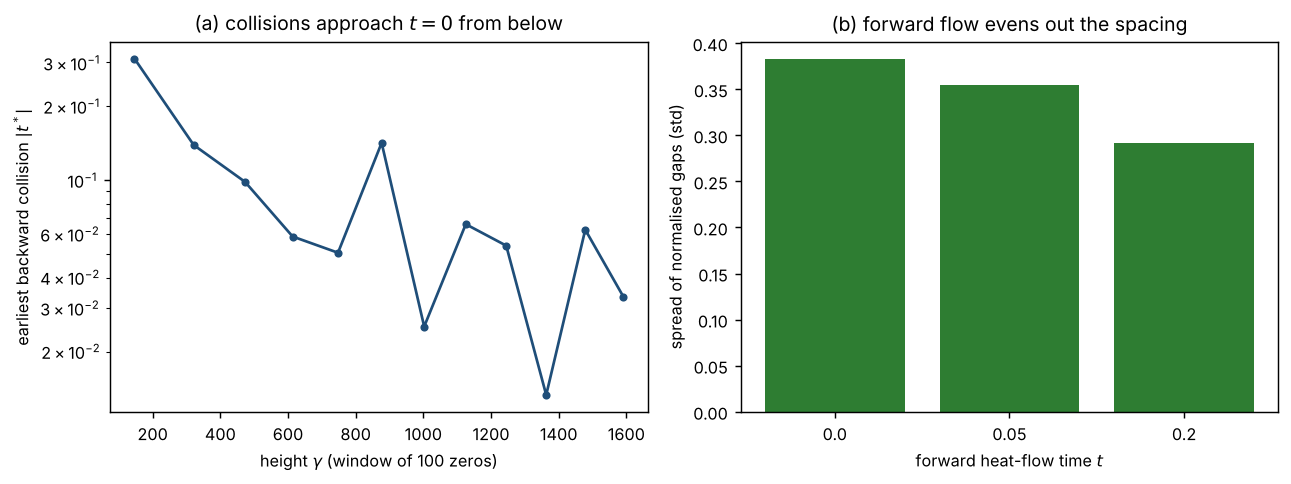 (a) collisions approach t = 0 from below
3 × 10⁻¹
2 × 10⁻¹
10⁻¹
6 × 10⁻²
4 × 10⁻²
3 × 10⁻²
2 × 10⁻²
earliest backward collision |t*|
200 400 600 800 1000 1200 1400 1600
height γ (window of 100 zeros)
(b) forward flow evens out the spacing
0.40
0.35
0.30
0.25
0.20
0.15
0.10
0.05
0.00
spread of normalised gaps (std)
0.0 0.05 0.2
forward heat-flow time t